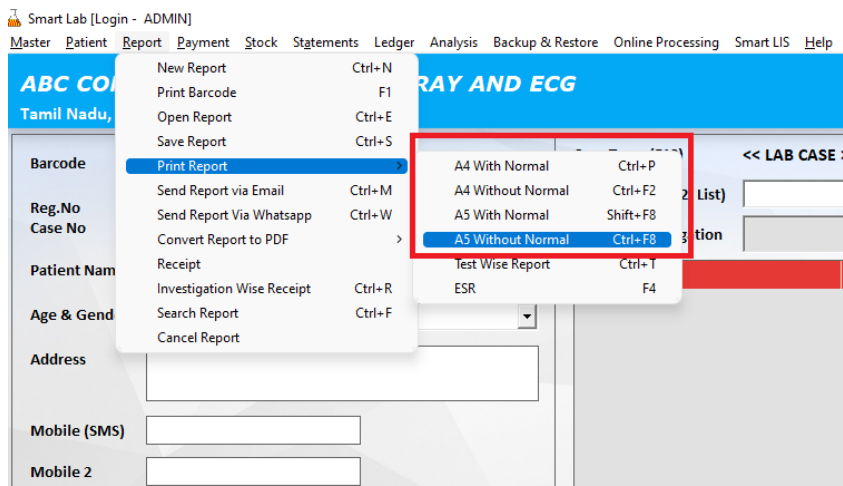 Smart Lab [Login - ADMIN]
Master Patient Report Payment Stock Statements Ledger Analysis Backup & Restore Online Processing Smart LIS Help
ABC RAY AND ECG
Tamil Nadu,
New Report Ctrl+N
Print Barcode F1
Open Report Ctrl+E
Save Report Ctrl+S
Print Report >
Send Report via Email Ctrl+M
Send Report Via Whatsapp Ctrl+W
Convert Report to PDF >
Receipt
Investigation Wise Receipt Ctrl+R
Search Report Ctrl+F
Cancel Report
A4 With Normal Ctrl+P
A4 Without Normal Ctrl+F2
A5 With Normal Shift+F8
A5 Without Normal Ctrl+F8
Test Wise Report Ctrl+T
ESR F4
<< LAB CASE
List)
Barcode
Reg.No
Case No
Patient Nam
Age & Gend
Address
Mobile (SMS)
Mobile 2